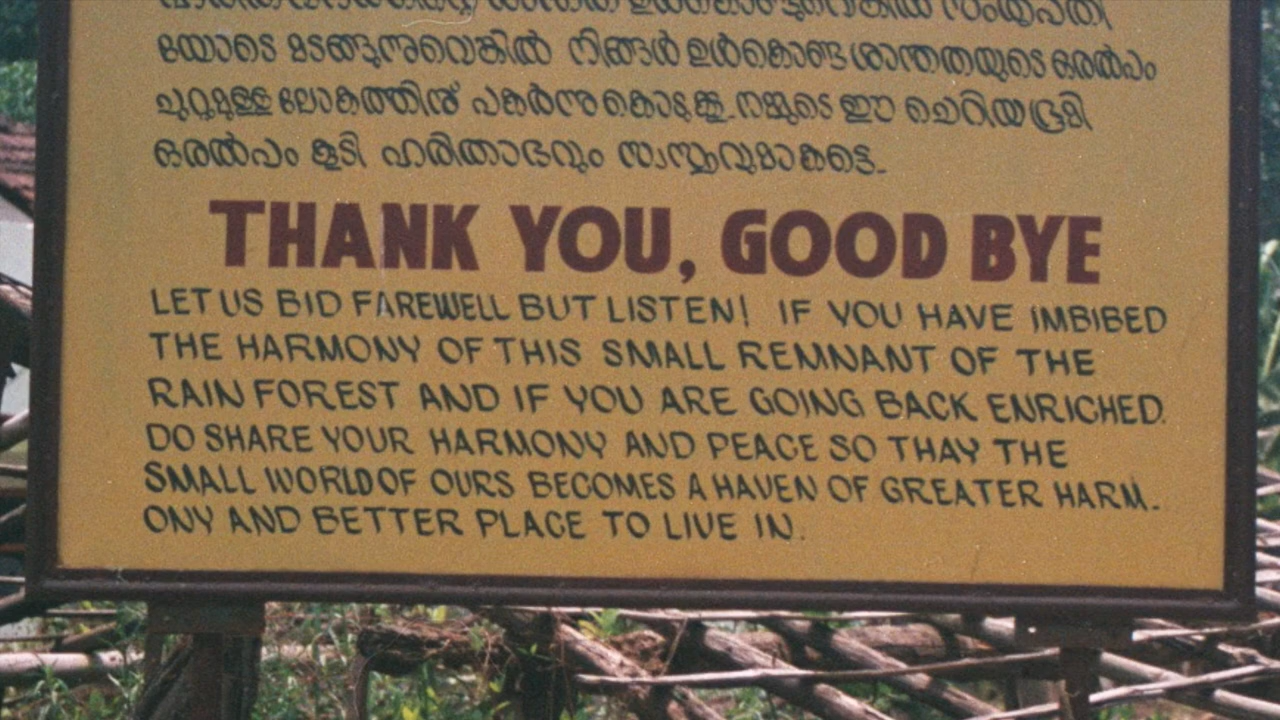 യോടെ മടങ്ങുന്നുവെങ്കിൽ നിങ്ങൾ ഉൾകൊണ്ട ശാന്തതയുടെ ഒരൽപം
ചുറ്റുമുള്ള ലോകത്തിനു് പകർന്നു കൊടുക്കൂ. നമ്മുടെ ഈ ചെറിയ ഭൂമി
ഒരൽപം കൂടി ഹരിതാഭവും സ്വസ്ഥവുമാകട്ടെ.
THANK YOU, GOOD BYE
LET US BID FAREWELL BUT LISTEN! IF YOU HAVE IMBIBED
THE HARMONY OF THIS SMALL REMNANT OF THE
RAIN FOREST AND IF YOU ARE GOING BACK ENRICHED.
DO SHARE YOUR HARMONY AND PEACE SO THAY THE
SMALL WORLD OF OURS BECOMES A HAVEN OF GREATER HARM-
ONY AND BETTER PLACE TO LIVE IN.